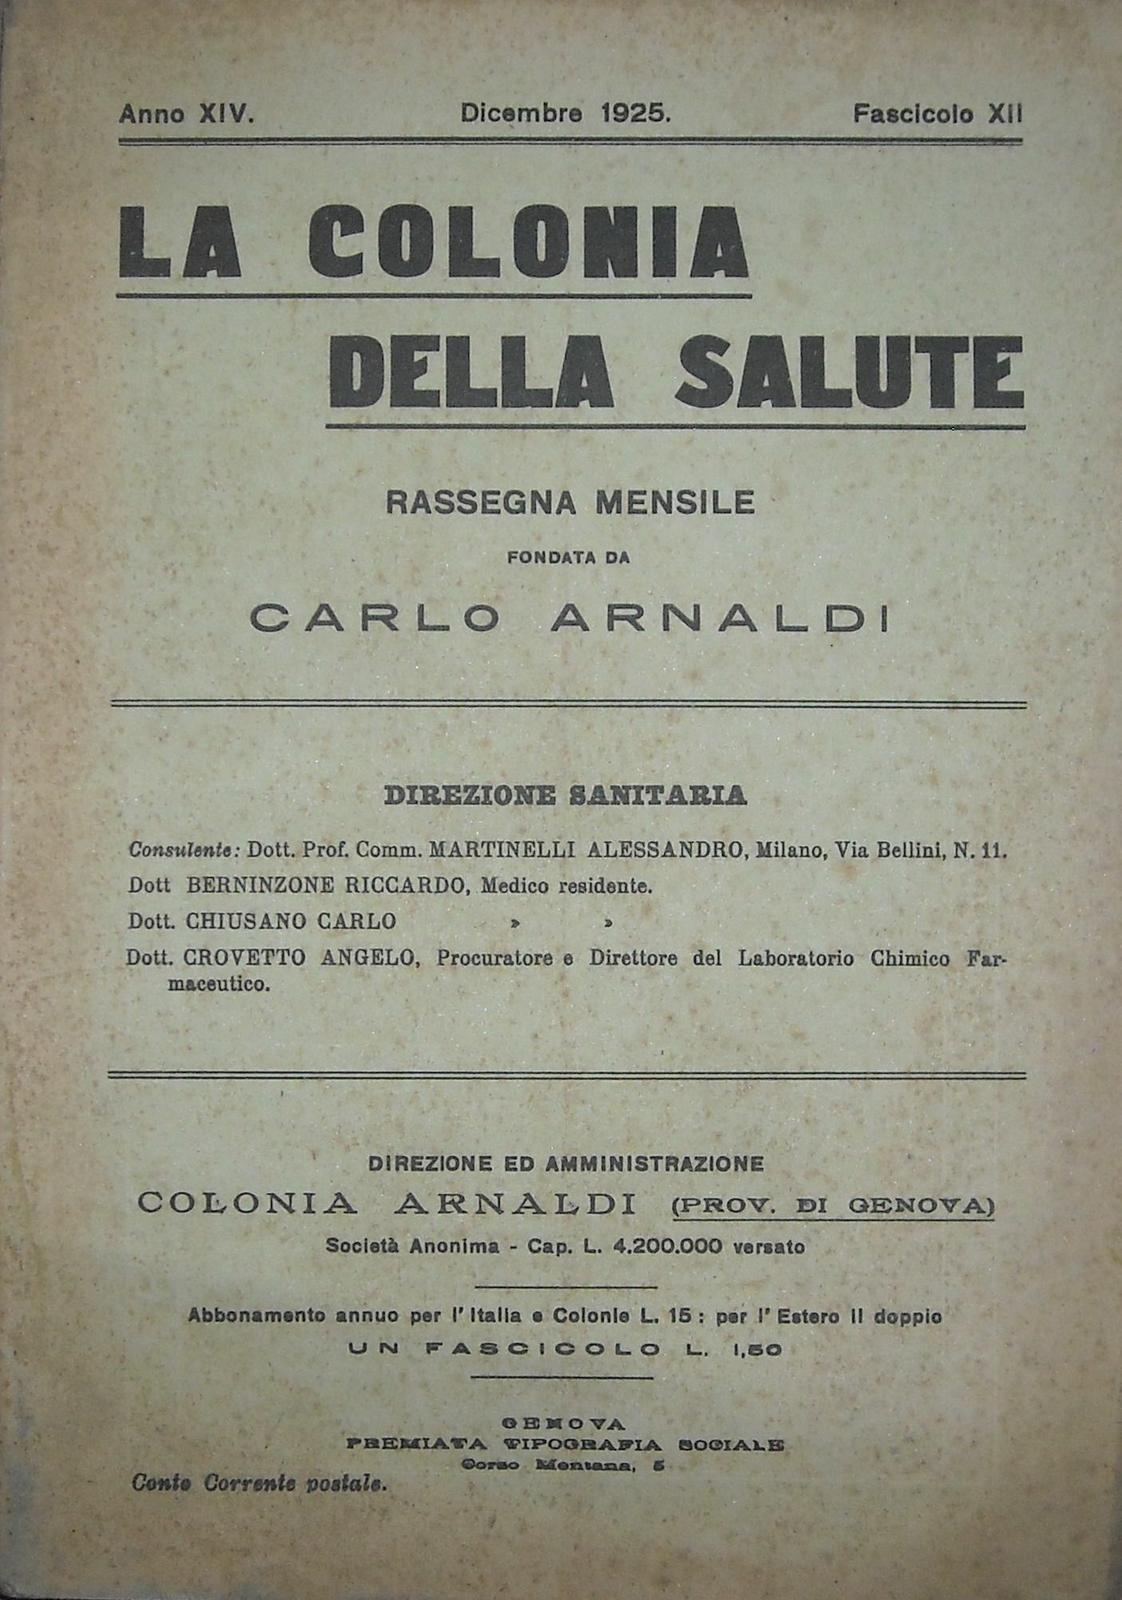 Anno XIV. Dicembre 1925. Fascicolo XII
LA COLONIA
DELLA SALUTE
RASSEGNA MENSILE
FONDATA DA
CARLO ARNALDI
DIREZIONE SANITARIA
Consulente: Dott. Prof. Comm. MARTINELLI ALESSANDRO, Milano, Via Bellini, N. 11.
Dott BERNINZONE RICCARDO, Medico residente.
Dott. CHIUSANO CARLO » »
Dott. CROVETTO ANGELO, Procuratore e Direttore del Laboratorio Chimico Far-
maceutico.
DIREZIONE ED AMMINISTRAZIONE
COLONIA ARNALDI (PROV. DI GENOVA)
Società Anonima - Cap. L. 4.200.000 versato
Abbonamento annuo per l'Italia e Colonie L. 15 : per l'Estero il doppio
UN FASCICOLO L. 1,50
GENOVA
PREMIATA TIPOGRAFIA SOCIALE
Corso Mentana, 5
Conto Corrente postale.